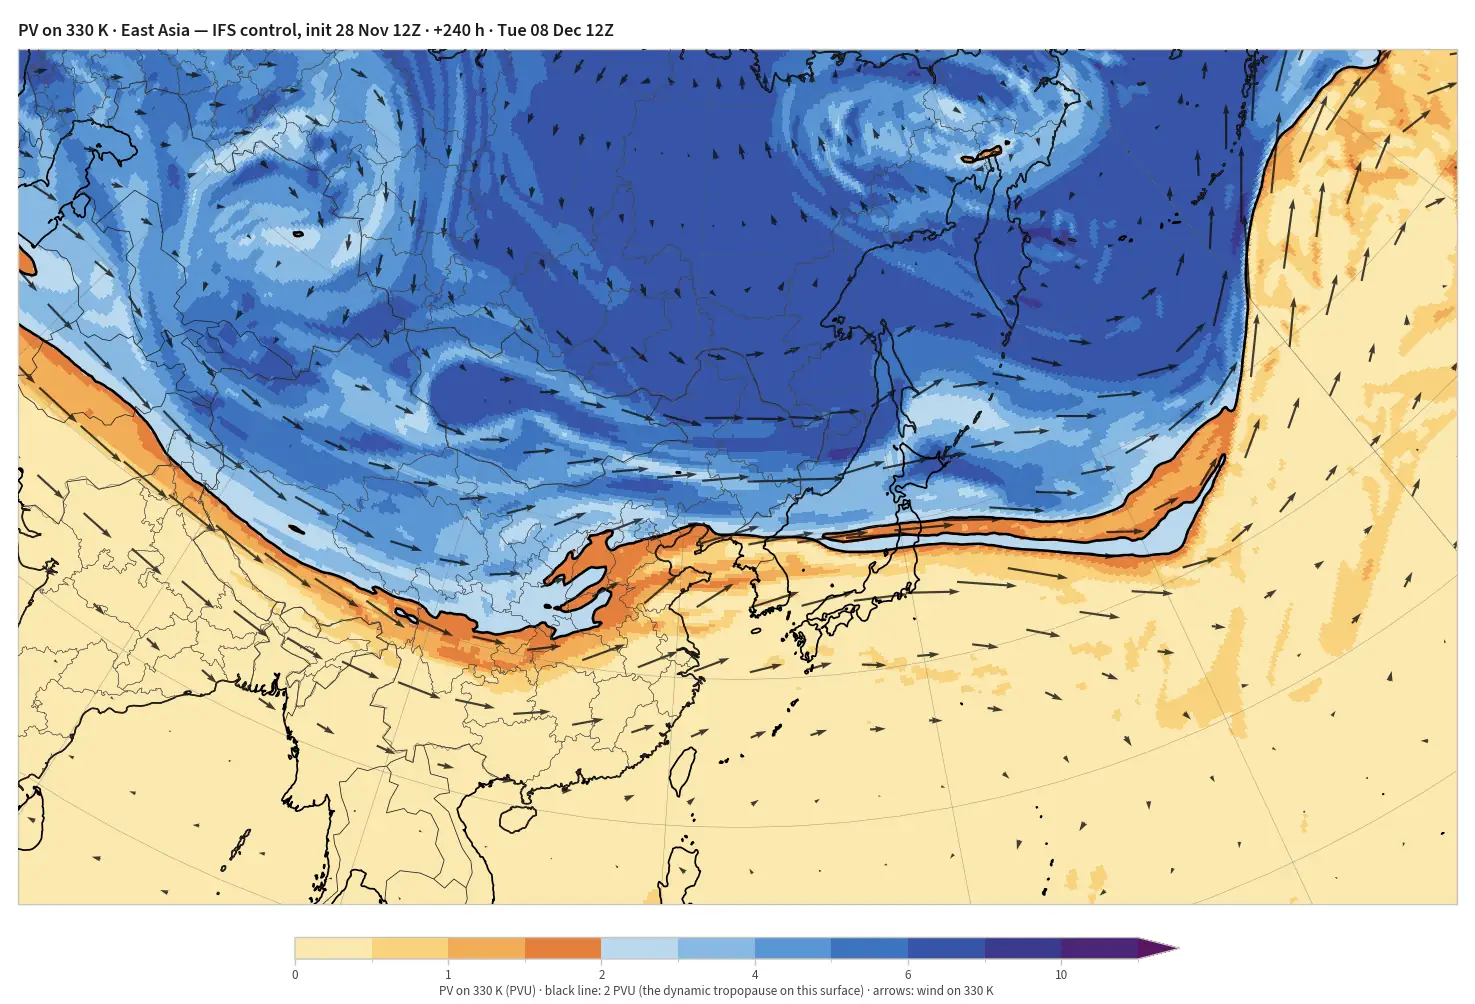 PV on 330 K · East Asia — IFS control, init 28 Nov 12Z · +240 h · Tue 08 Dec 12Z
0 1 2 4 6 10
PV on 330 K (PVU) · black line: 2 PVU (the dynamic tropopause on this surface) · arrows: wind on 330 K